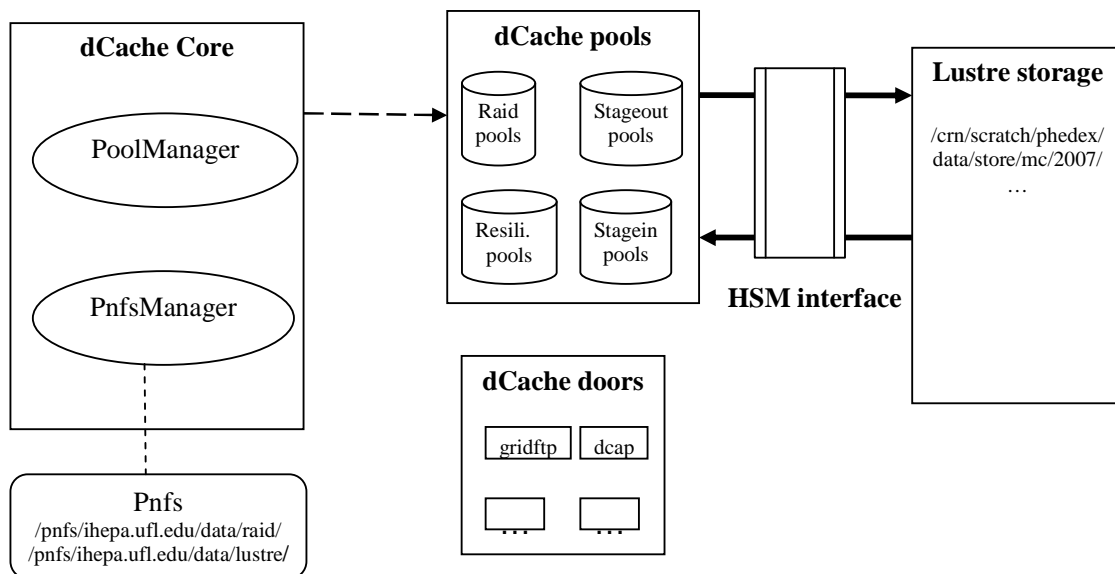 dCache Core
PoolManager
PnfsManager
Pnfs
/pnfs/ihepa.ufl.edu/data/raid/
/pnfs/ihepa.ufl.edu/data/lustre/
dCache pools
Raid
pools
Stageout
pools
Resili.
pools
Stagein
pools
HSM interface
Lustre storage
/crn/scratch/phedex/
data/store/mc/2007/
…
dCache doors
gridftp
dcap
…
…